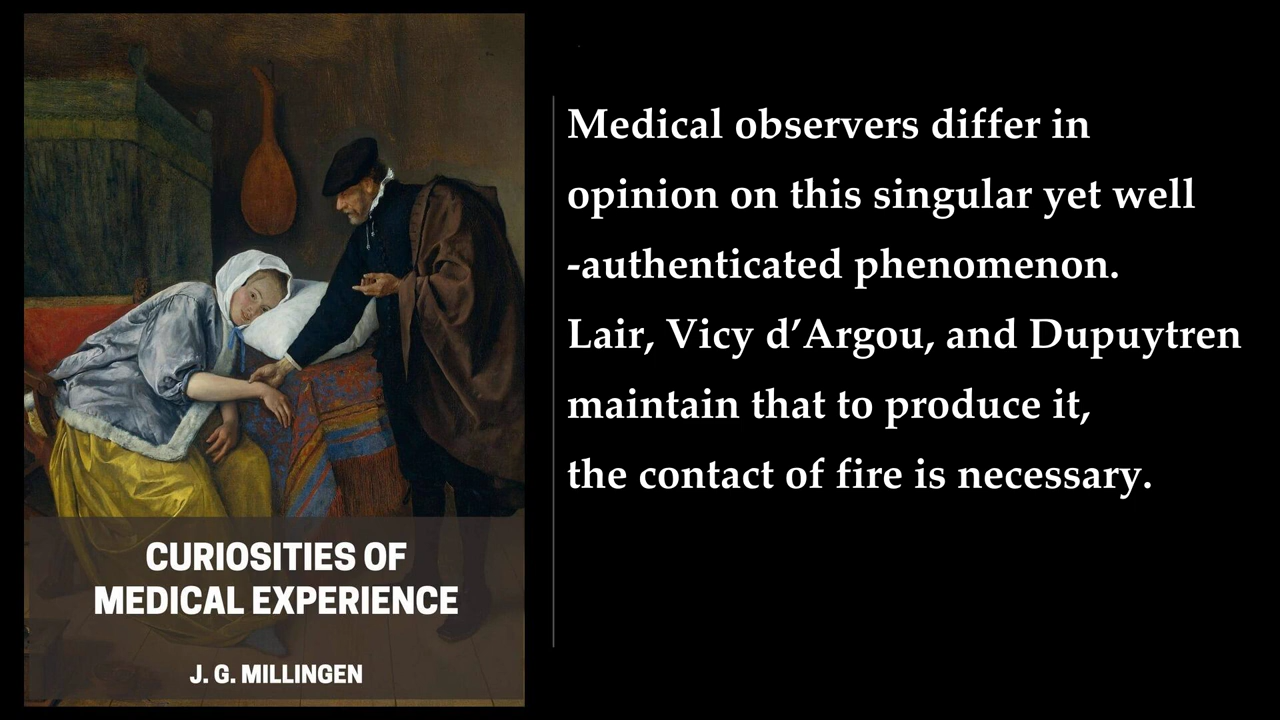 Medical observers differ in
opinion on this singular yet well
-authenticated phenomenon.
Lair, Vicy d’Argou, and Dupuytren
maintain that to produce it,
the contact of fire is necessary.
CURIOSITIES OF
MEDICAL EXPERIENCE
J. G. MILLINGEN